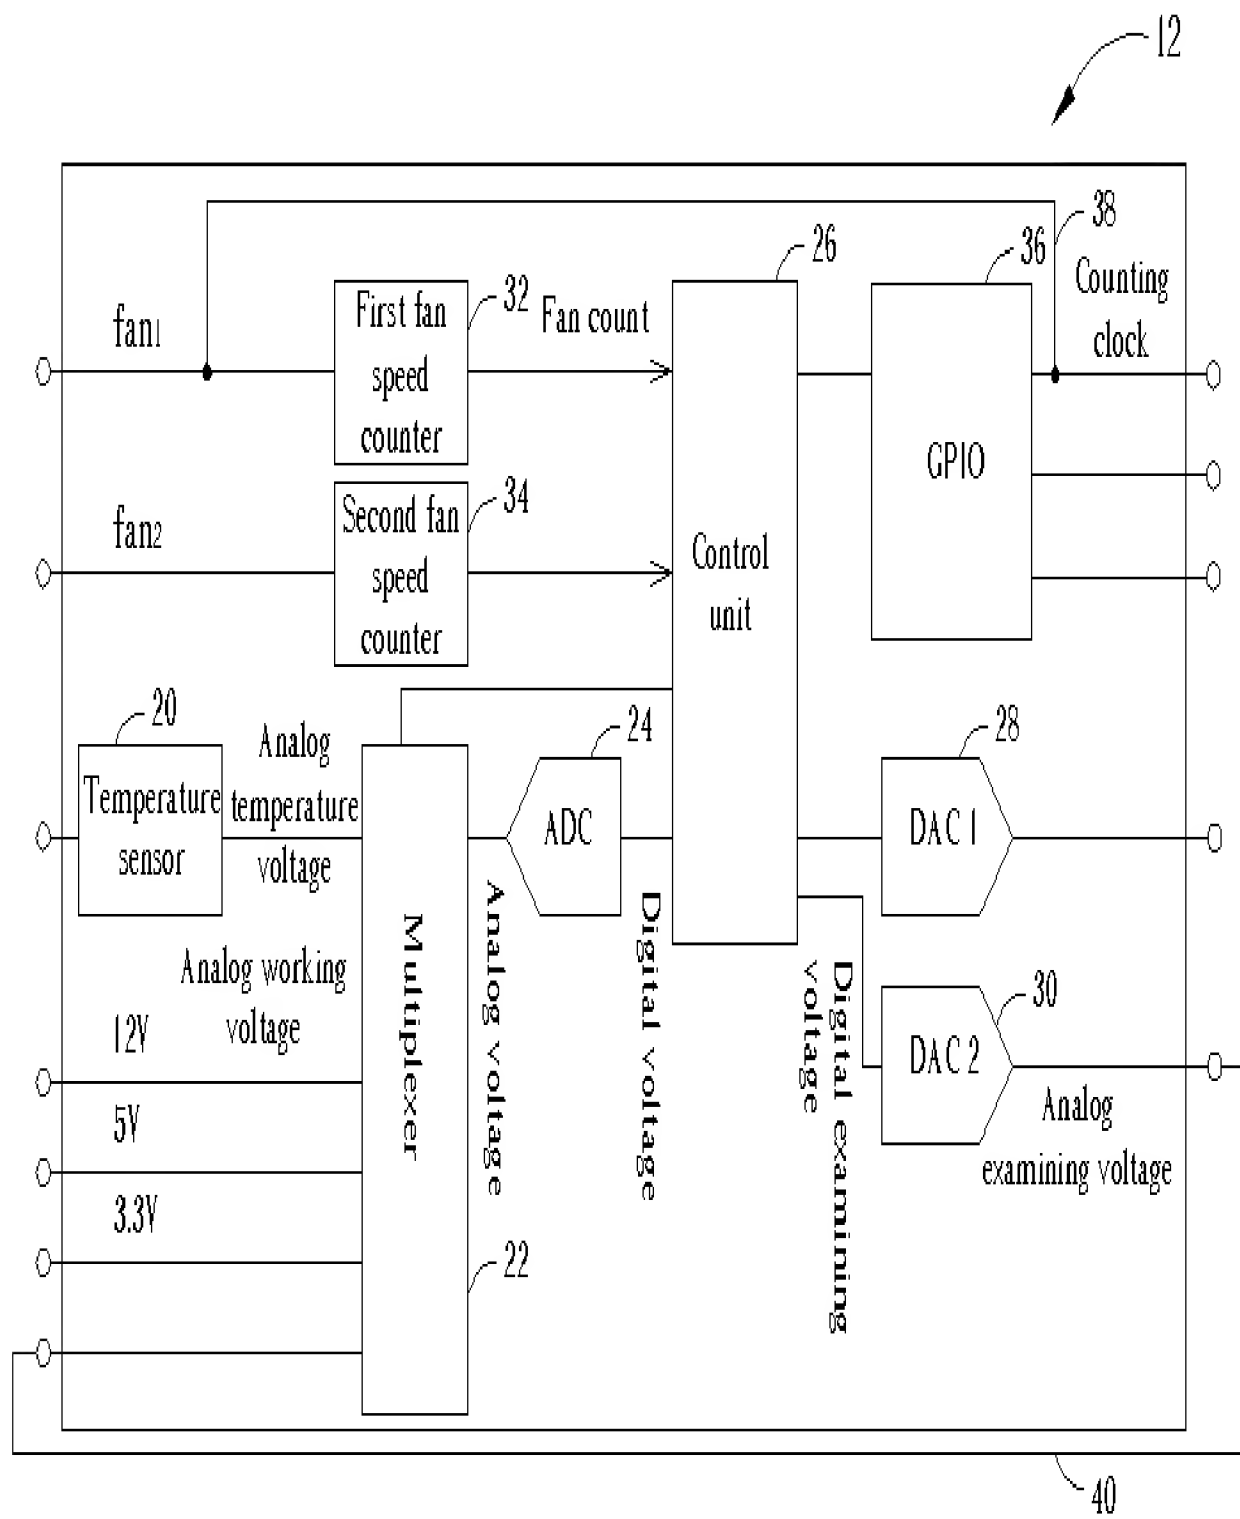 12
38
Counting
clock
26
36
fan1
First fan
speed
counter
32
Fan count
GPIO
fan2
Second fan
speed
counter
34
Control
unit
20
Temperature
sensor
Analog
temperature
voltage
24
ADC
28
DAC 1
Analog working
voltage
12V
5V
3.3V
Multiplexer
22
Analog voltage
Digital voltage
Digital examining
voltage
30
DAC 2
Analog
examining voltage
40